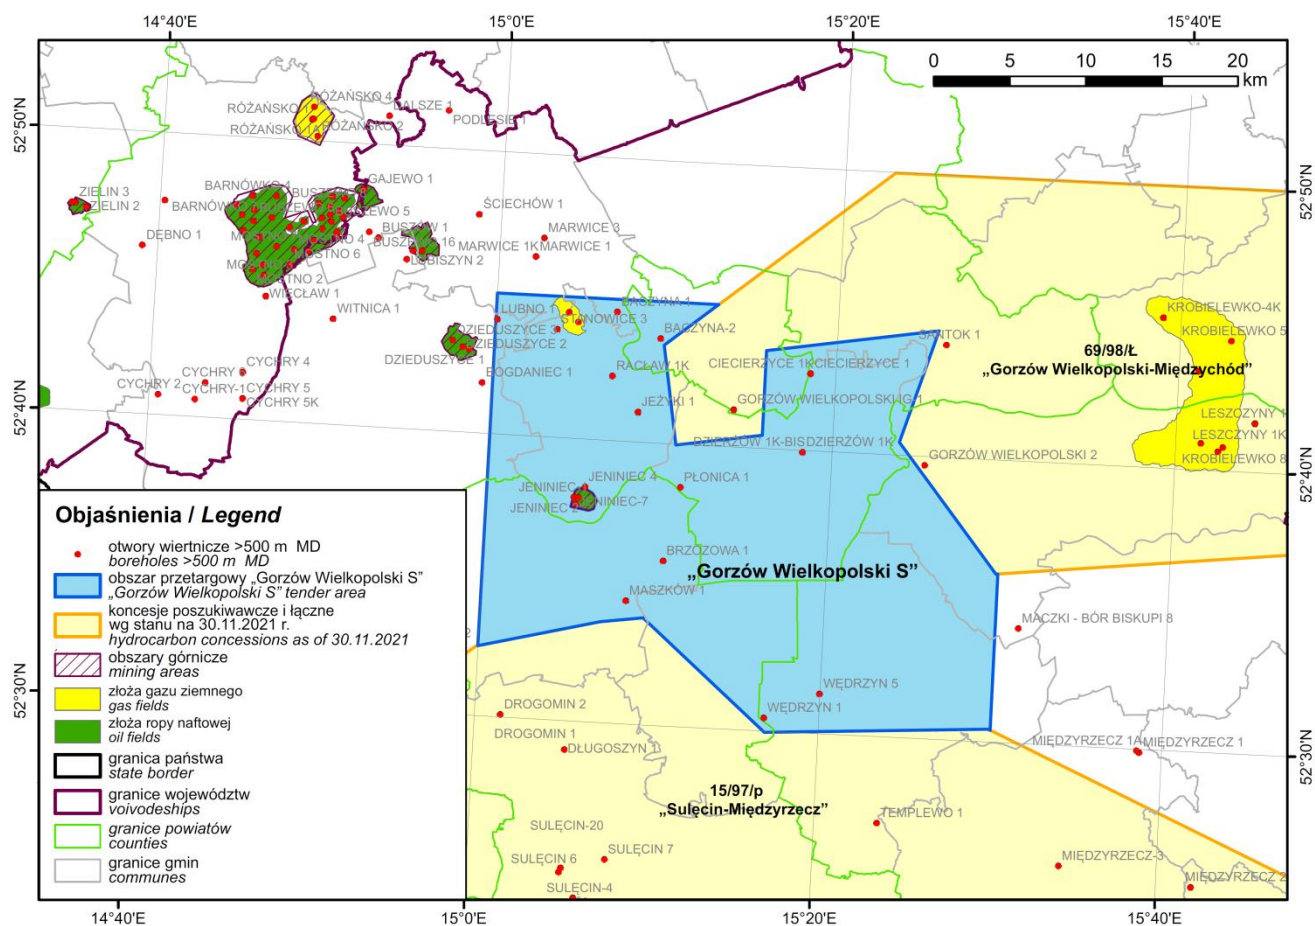 14°40'E
15°0'E
15°20'E
15°40'E
0 5 10 15 20
km
52°50'N
52°40'N
52°30'N
52°50'N
52°40'N
52°30'N
RÓŻAŃSKO 4
RÓŻAŃSKO 2
DALSZE 1
PODLESIE 1
ZIELIN 3
ZIELIN 2
GAJEWO 1
DĘBNO 1
ŚCIECHÓW 1
MARWICE 3
BUSZÓW 1
MARWICE 1K
MARWICE 1
LUBISZYN 2
WIĘCŁAW 1
WITNICA 1
LUBNO 1
BACZYNA 1
STANOWICE 3
BACZYNA-2
DZIEDUSZYCE 3
DZIEDUSZYCE 2
DZIEDUSZYCE 1
BOGDANIEC 1
RACŁAW 1K
CIECIERZYCE 1K
CIECIERZYCE 1
SANTOK 1
KROBIELEWKO-4K
KROBIELEWKO 5
69/98/Ł
„Gorzów Wielkopolski-Międzychód”
CYCHRY 4
CYCHRY 2
CYCHRY-1
CYCHRY 5
CYCHRY 5K
JEŻYKI 1
GORZÓW WIELKOPOLSKI IG-1
LESZCZYNY 1K
KROBIELEWKO 8
DZIERŻÓW 1K-BIS
DZIERŻÓW 1K
GORZÓW WIELKOPOLSKI 2
JENINIEC 4
JENINIEC-7
JENINIEC 2
PŁONICA 1
BRZOZOWA 1
„Gorzów Wielkopolski S”
MASZKÓW 1
MACZKI - BÓR BISKUPI 8
WĘDRZYN 5
WĘDRZYN 1
DROGOMIN 2
DROGOMIN 1
DŁUGOSZYN 1
MIĘDZYRZECZ 1A
MIĘDZYRZECZ 1
15/97/p
„Sulęcin-Międzyrzecz”
TEMPLEWO 1
SULĘCIN-20
SULĘCIN 7
SULĘCIN 6
SULĘCIN-4
MIĘDZYRZECZ-3
MIĘDZYRZECZ 2
Objaśnienia / Legend
otwory wiertnicze >500 m MD
boreholes >500 m MD
obszar przetargowy „Gorzów Wielkopolski S”
„Gorzów Wielkopolski S” tender area
koncesje poszukiwawcze i łączne
wg stanu na 30.11.2021 r.
hydrocarbon concessions as of 30.11.2021
obszary górnicze
mining areas
złoża gazu ziemnego
gas fields
złoża ropy naftowej
oil fields
granica państwa
state border
granice województw
voivodeships
granice powiatów
counties
granice gmin
communes
14°40'E
15°0'E
15°20'E
15°40'E